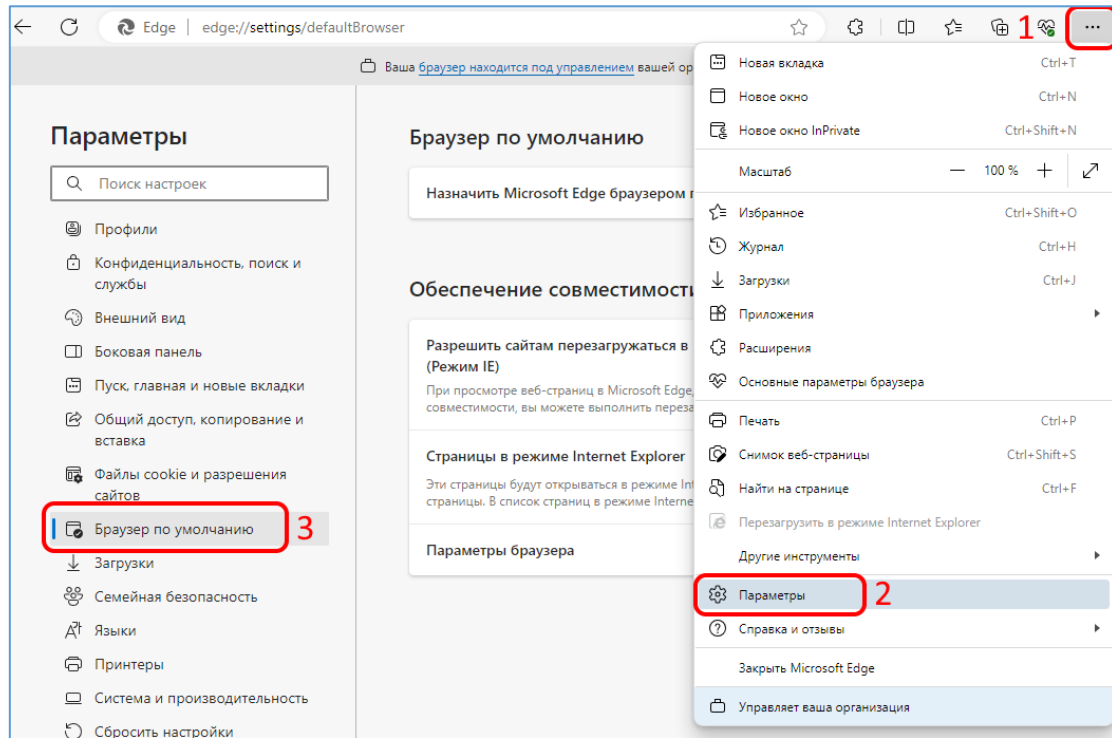 Edge
edge://settings/defaultBrowser
1
Ваша браузер находится под управлением вашей ор
Параметры
Поиск настроек
Профили
Конфиденциальность, поиск и
службы
Внешний вид
Боковая панель
Пуск, главная и новые вкладки
Общий доступ, копирование и
вставка
Файлы cookie и разрешения
сайтов
Браузер по умолчанию
3
Загрузки
Семейная безопасность
Языки
Принтеры
Система и производительность
Сбросить настройки
Браузер по умолчанию
Назначить Microsoft Edge браузером п
Обеспечение совместимости
Разрешить сайтам перезагружаться в
(Режим IE)
При просмотре веб-страниц в Microsoft Edge,
совместимости, вы можете выполнить переза
Страницы в режиме Internet Explorer
Эти страницы будут открываться в режиме Int
страницы. В список страниц в режиме Interne
Параметры браузера
Новая вкладка Ctrl+T
Новое окно Ctrl+N
Новое окно InPrivate Ctrl+Shift+N
Масштаб — 100 % +
Избранное Ctrl+Shift+O
Журнал Ctrl+H
Загрузки Ctrl+J
Приложения
Расширения
Основные параметры браузера
Печать Ctrl+P
Снимок веб-страницы Ctrl+Shift+S
Найти на странице Ctrl+F
Перезагрузить в режиме Internet Explorer
Другие инструменты
Параметры 2
Справка и отзывы
Закрыть Microsoft Edge
Управляет ваша организация